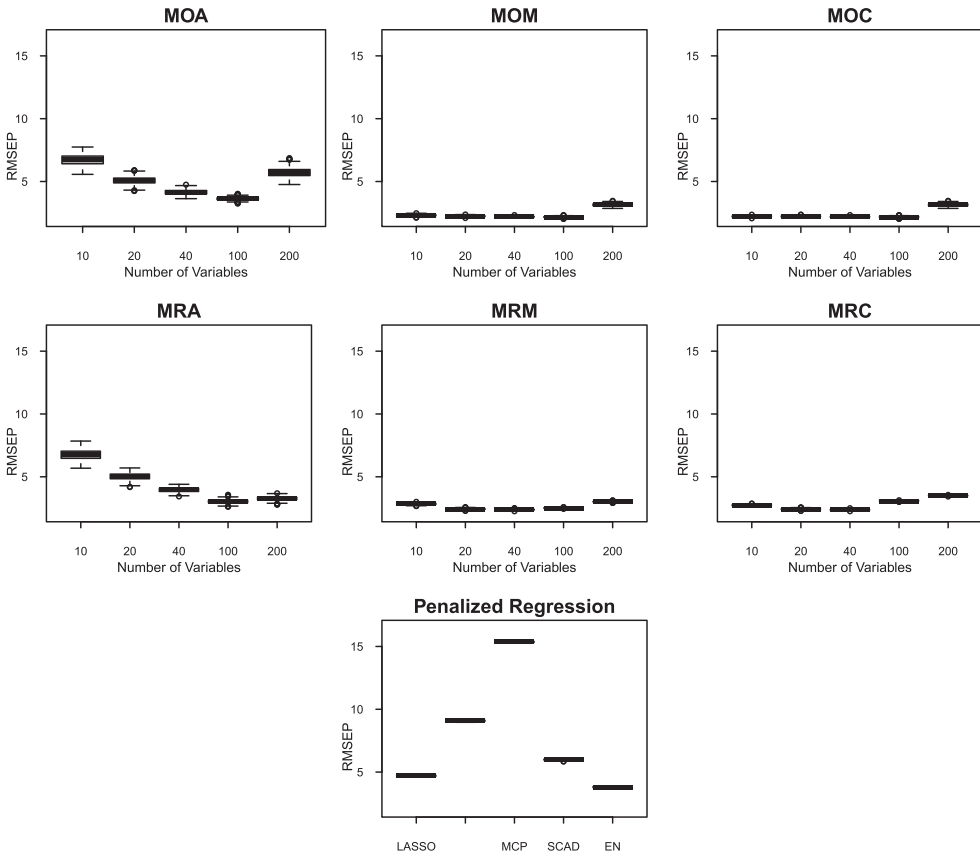 MOA
MOM
MOC
15
10
5
RMSEP
10 20 40 100 200
Number of Variables
15
10
5
RMSEP
10 20 40 100 200
Number of Variables
15
10
5
RMSEP
10 20 40 100 200
Number of Variables
MRA
MRM
MRC
15
10
5
RMSEP
10 20 40 100 200
Number of Variables
15
10
5
RMSEP
10 20 40 100 200
Number of Variables
15
10
5
RMSEP
10 20 40 100 200
Number of Variables
Penalized Regression
15
10
5
RMSEP
LASSO MCP SCAD EN